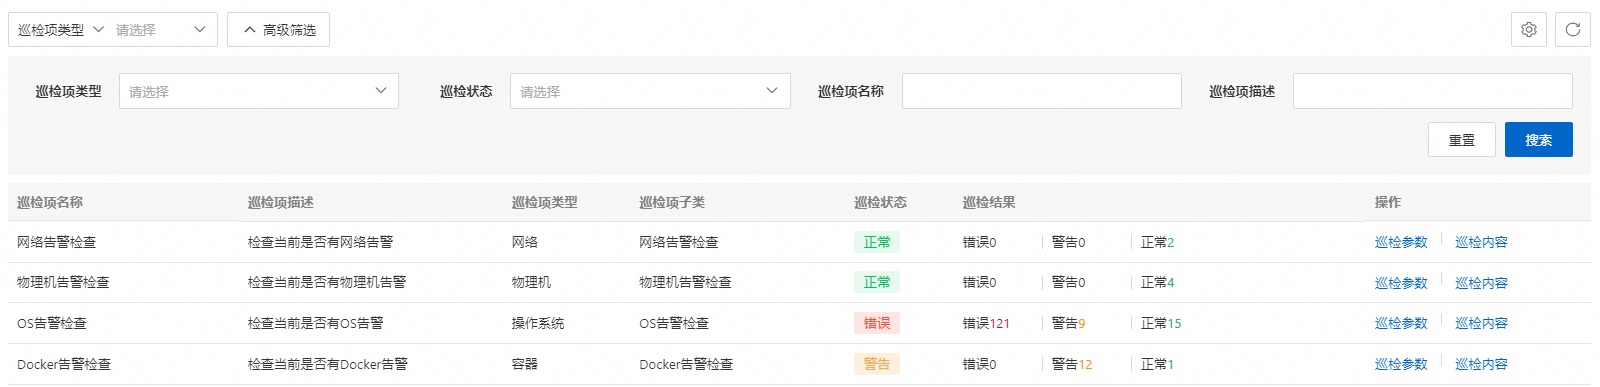 巡检项类型 请选择 高级筛选
巡检项类型 请选择 巡检状态 请选择 巡检项名称 巡检项描述
重置 搜索
巡检项名称 巡检项描述 巡检项类型 巡检项子类 巡检状态 巡检结果 操作
网络告警检查 检查当前是否有网络告警 网络 网络告警检查 正常 错误0 警告0 正常2 巡检参数 巡检内容
物理机告警检查 检查当前是否有物理机告警 物理机 物理机告警检查 正常 错误0 警告0 正常4 巡检参数 巡检内容
OS告警检查 检查当前是否有OS告警 操作系统 OS告警检查 错误 错误121 警告9 正常15 巡检参数 巡检内容
Docker告警检查 检查当前是否有Docker告警 容器 Docker告警检查 警告 错误0 警告12 正常1 巡检参数 巡检内容